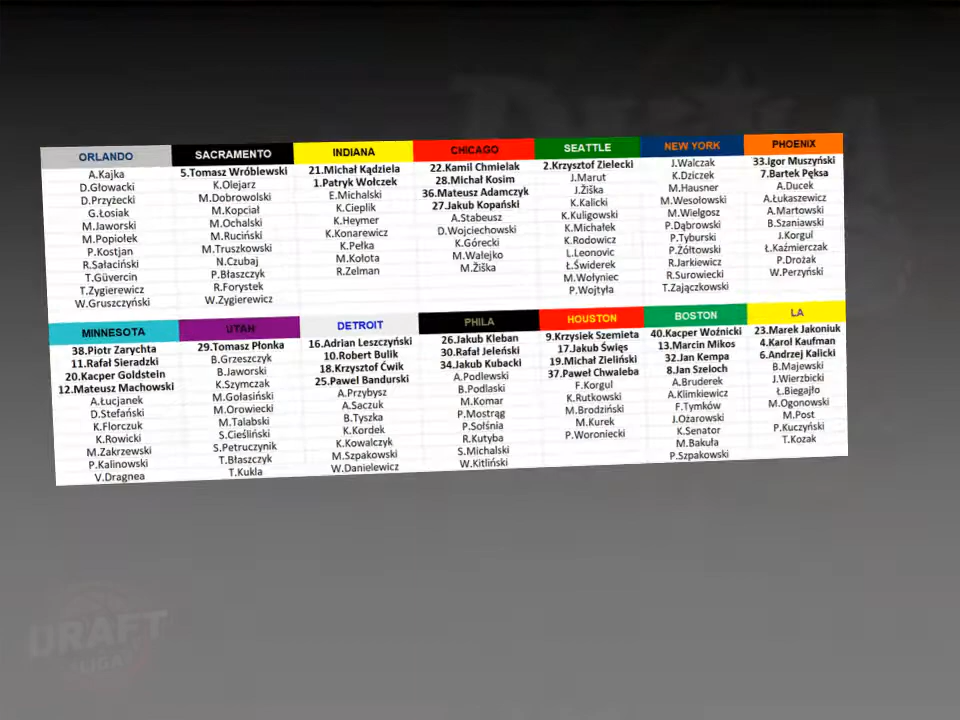 ORLANDO
A.Kajka
D.Głowacki
D.Przyżecki
G.Łosiak
M.Jaworski
M.Popiołek
P.Kostjan
R.Sałaciński
T.Güvercin
T.Zygierewicz
W.Gruszczyński
SACRAMENTO
5.Tomasz Wróblewski
K.Olejarz
M.Dobrowolski
M.Kopciał
M.Ochalski
M.Ruciński
M.Truszkowski
N.Czubaj
P.Błaszczyk
R.Forystek
W.Zygierewicz
INDIANA
21.Michał Kądziela
1.Patryk Wołczek
E.Michalski
K.Cieplik
K.Heymer
K.Konarewicz
K.Pełka
M.Kolota
R.Zelman
CHICAGO
22.Kamil Chmielak
28.Michał Kosim
36.Mateusz Adamczyk
27.Jakub Kopański
A.Stabeusz
D.Wojciechowski
K.Górecki
M.Walejko
M.Žiška
SEATTLE
2.Krzysztof Zielecki
J.Marut
J.Žiška
K.Kalicki
K.Kuligowski
K.Michałek
K.Rodowicz
L.Leonovic
Ł.Świderek
M.Wołyniec
P.Wojtyła
NEW YORK
J.Walczak
K.Dziczek
M.Hausner
M.Wesołowski
M.Wielgosz
P.Dąbrowski
P.Tyburski
P.Żółtowski
R.Jarkiewicz
R.Surowiecki
T.Zajączkowski
PHOENIX
33.Igor Muszyński
7.Bartek Pęksa
A.Ducek
A.Łukaszewicz
A.Martowski
B.Szaniawski
J.Korgul
Ł.Kaźmierczak
P.Drożak
W.Perzyński
MINNESOTA
38.Piotr Zarychta
11.Rafał Sieradzki
20.Kacper Goldstein
12.Mateusz Machowski
A.Łucjanek
D.Stefański
K.Florczuk
K.Rowicki
M.Zakrzewski
P.Kalinowski
V.Dragnea
UTAH
29.Tomasz Płonka
B.Grzeszczyk
B.Jaworski
K.Szymczak
M.Gołasiński
M.Orowiecki
M.Talabski
S.Cieśliński
S.Petruczynik
T.Błaszczyk
T.Kukla
DETROIT
16.Adrian Leszczyński
10.Robert Bulik
18.Krzysztof Ćwik
25.Paweł Bandurski
A.Przybysz
A.Saczuk
B.Tyszka
K.Kordek
K.Kowalczyk
M.Szpakowski
W.Danielewicz
PHILA
26.Jakub Kleban
30.Rafał Jeleński
34.Jakub Kubacki
A.Podlewski
B.Podlaski
M.Komar
P.Mostrąg
P.Sołśnia
R.Kutyba
S.Michalski
W.Kitliński
HOUSTON
9.Krzysiek Szemieta
17.Jakub Święs
19.Michał Zieliński
37.Paweł Chwaleba
F.Korgul
K.Rutkowski
M.Brodziński
M.Kurek
P.Woroniecki
BOSTON
40.Kacper Woźnicki
13.Marcin Mikos
32.Jan Kempa
8.Jan Szeloch
A.Bruderek
A.Klimkiewicz
F.Tymków
J.Ożarowski
K.Senator
M.Bakuła
P.Szpakowski
LA
23.Marek Jakoniuk
4.Karol Kaufman
6.Andrzej Kalicki
B.Majewski
J.Wierzbicki
Ł.Biegajło
M.Ogonowski
M.Post
P.Kuczyński
T.Kozak
DRAFT
LIGA